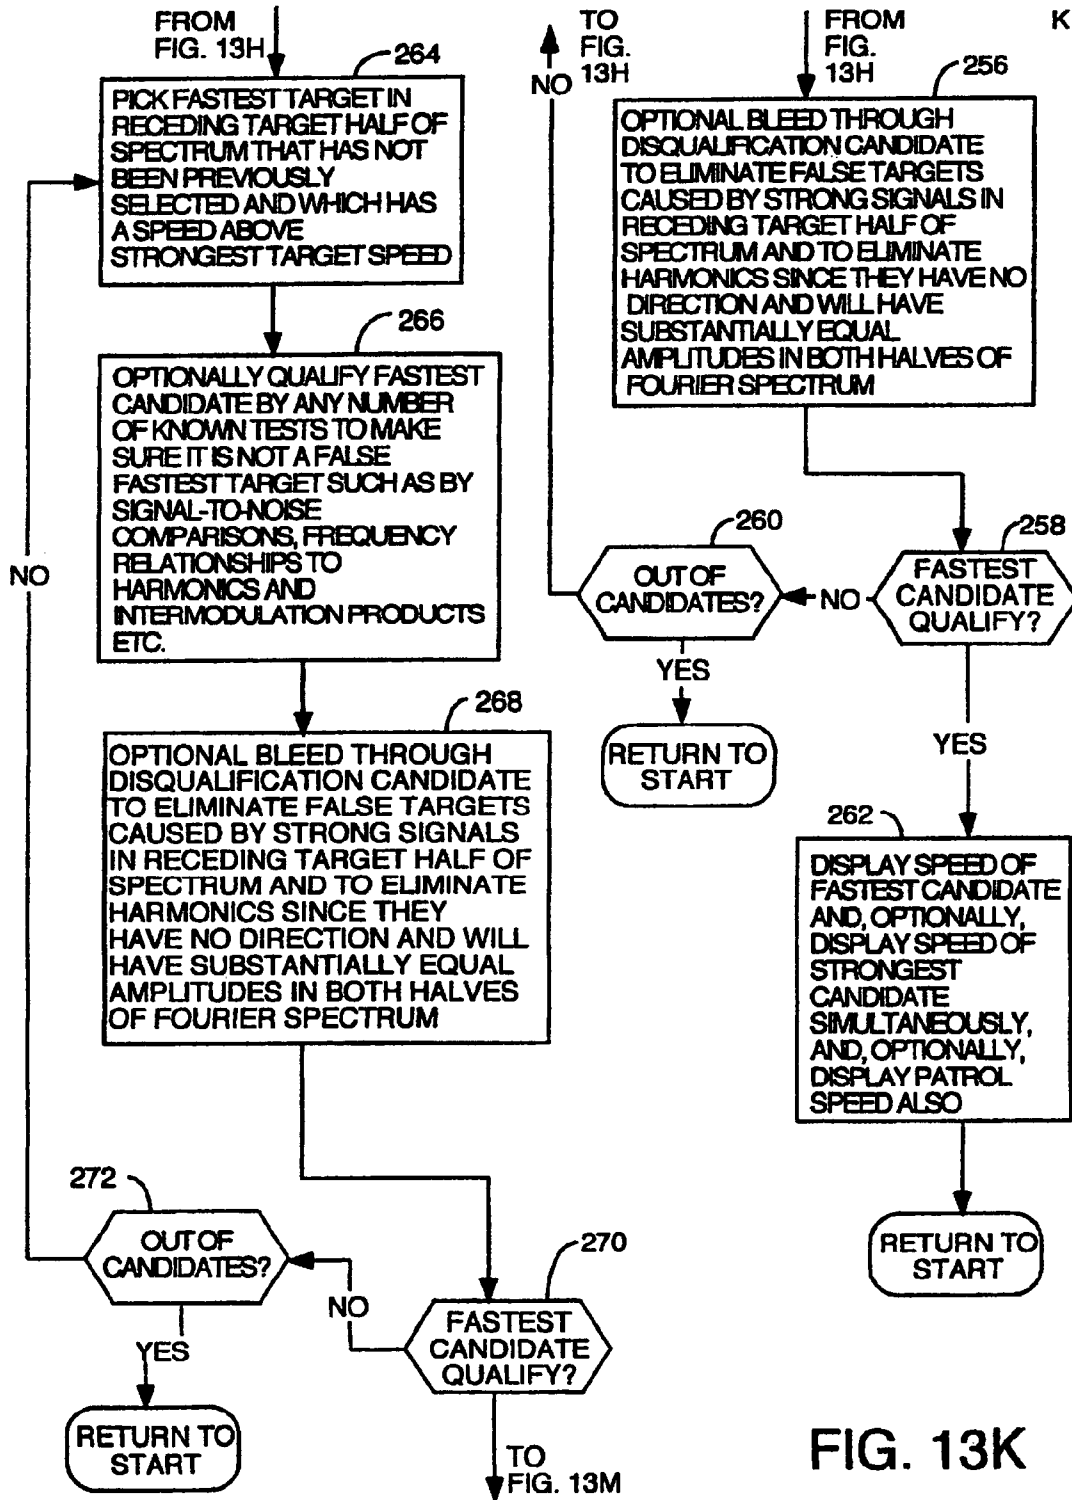 FROM
FIG. 13H
264
PICK FASTEST TARGET IN
RECEDING TARGET HALF OF
SPECTRUM THAT HAS NOT
BEEN PREVIOUSLY
SELECTED AND WHICH HAS
A SPEED ABOVE
STRONGEST TARGET SPEED
266
OPTIONALLY QUALIFY FASTEST
CANDIDATE BY ANY NUMBER
OF KNOWN TESTS TO MAKE
SURE IT IS NOT A FALSE
FASTEST TARGET SUCH AS BY
SIGNAL-TO-NOISE
COMPARISONS, FREQUENCY
RELATIONSHIPS TO
HARMONICS AND
INTERMODULATION PRODUCTS
ETC.
NO
268
OPTIONAL BLEED THROUGH
DISQUALIFICATION CANDIDATE
TO ELIMINATE FALSE TARGETS
CAUSED BY STRONG SIGNALS
IN RECEDING TARGET HALF OF
SPECTRUM AND TO ELIMINATE
HARMONICS SINCE THEY
HAVE NO DIRECTION AND WILL
HAVE SUBSTANTIALLY EQUAL
AMPLITUDES IN BOTH HALVES
OF FOURIER SPECTRUM
272
OUT OF
CANDIDATES?
NO
270
FASTEST
CANDIDATE
QUALIFY?
YES
RETURN TO
START
TO
FIG. 13M
TO
FIG.
13H
NO
FROM
FIG.
13H
K
256
OPTIONAL BLEED THROUGH
DISQUALIFICATION CANDIDATE
TO ELIMINATE FALSE TARGETS
CAUSED BY STRONG SIGNALS IN
RECEDING TARGET HALF OF
SPECTRUM AND TO ELIMINATE
HARMONICS SINCE THEY HAVE NO
DIRECTION AND WILL HAVE
SUBSTANTIALLY EQUAL
AMPLITUDES IN BOTH HALVES OF
FOURIER SPECTRUM
260
OUT OF
CANDIDATES?
NO
258
FASTEST
CANDIDATE
QUALIFY?
YES
RETURN TO
START
YES
262
DISPLAY SPEED OF
FASTEST CANDIDATE
AND, OPTIONALLY,
DISPLAY SPEED OF
STRONGEST
CANDIDATE
SIMULTANEOUSLY,
AND, OPTIONALLY,
DISPLAY PATROL
SPEED ALSO
RETURN TO
START
FIG. 13K